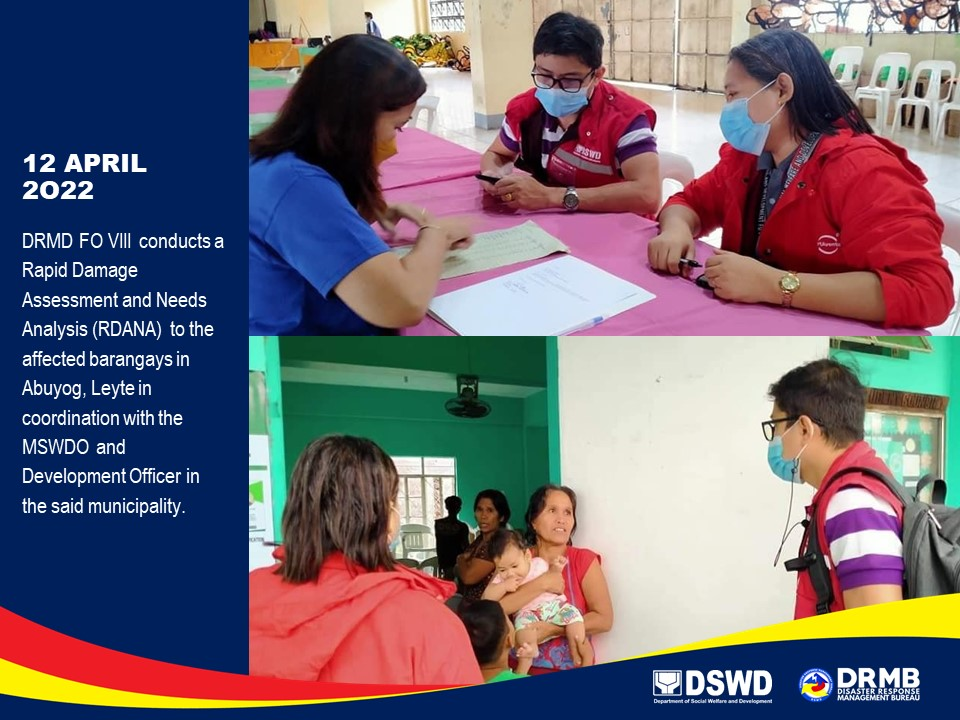 12 APRIL
2022
DRMD FO VIII conducts a
Rapid Damage
Assessment and Needs
Analysis (RDANA) to the
affected barangays in
Abuyog, Leyte in
coordination with the
MSWDO and
Development Officer in
the said municipality.
DSWD
DSWD
Department of Social Welfare and Development
DRMB
DISASTER RESPONSE
MANAGEMENT BUREAU